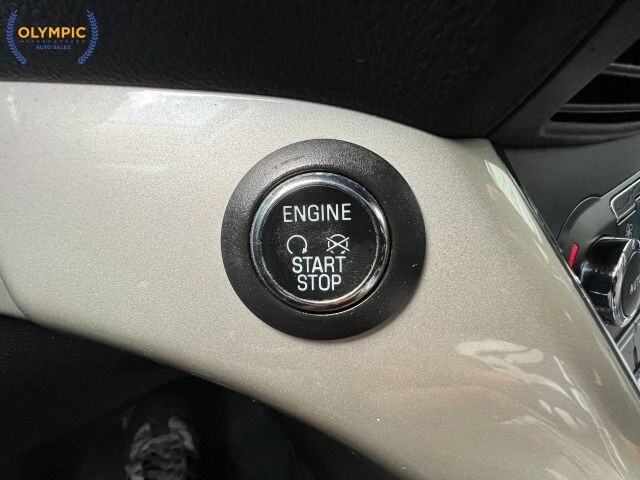 OLYMPIC
AUTO SALES
ENGINE
START
STOP